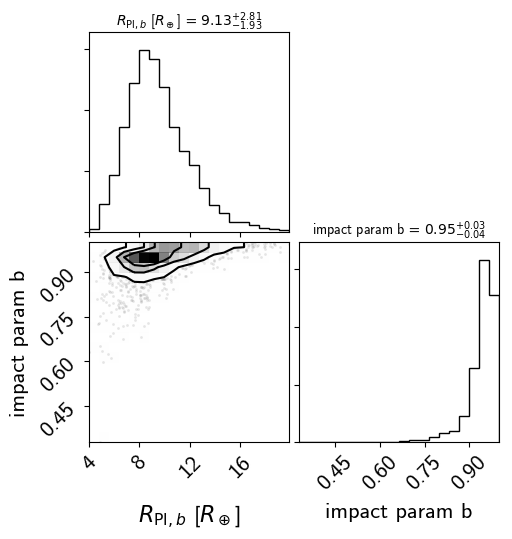 R_{Pl,b} [R_⊕] = 9.13^{+2.81}_{-1.93}
impact param b = 0.95^{+0.03}_{-0.04}
impact param b
0.90
0.75
0.60
0.45
4 8 12 16
R_{Pl,b} [R_⊕]
0.45 0.60 0.75 0.90
impact param b